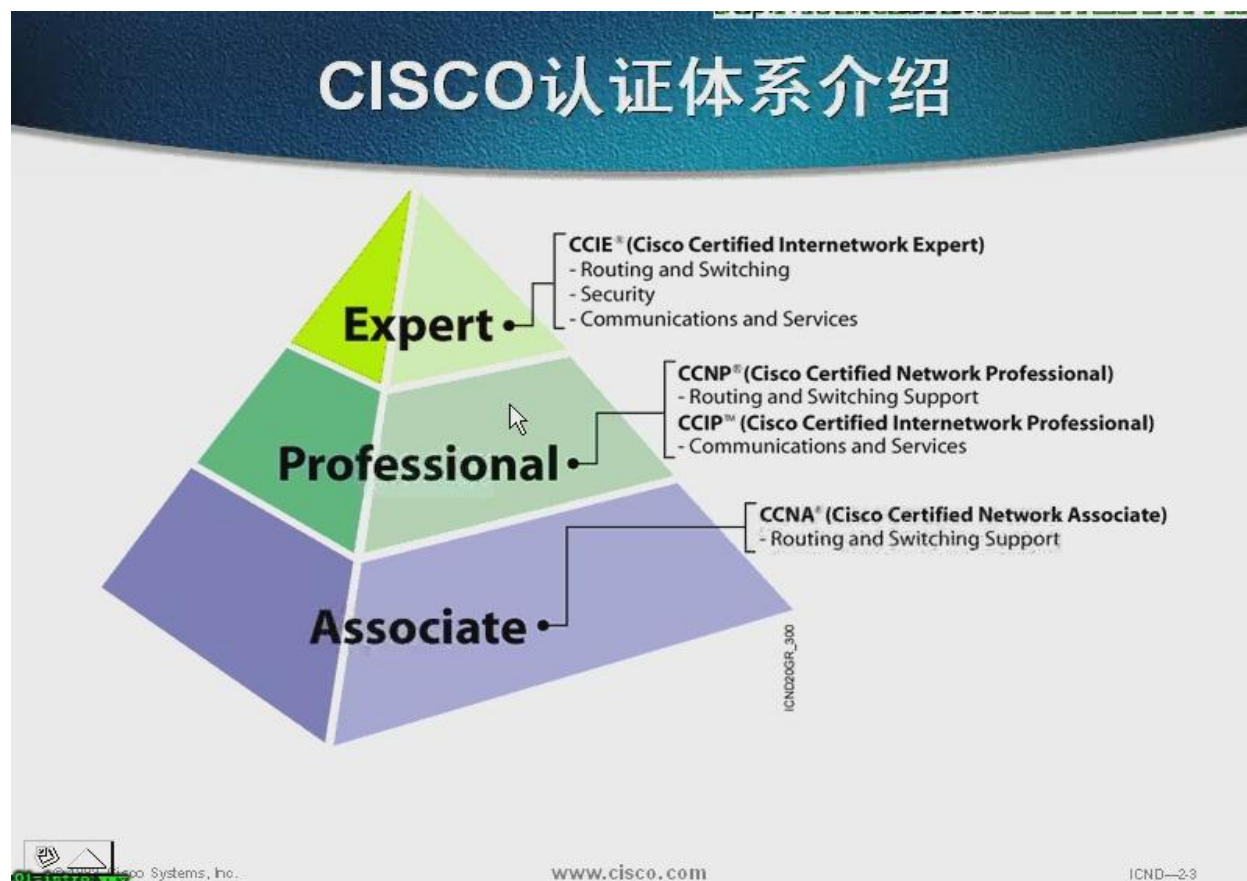 CISCO认证体系介绍
CCIE® (Cisco Certified Internetwork Expert)
- Routing and Switching
- Security
- Communications and Services
Expert
CCNP® (Cisco Certified Network Professional)
- Routing and Switching Support
CCIP™ (Cisco Certified Internetwork Professional)
- Communications and Services
Professional
CCNA® (Cisco Certified Network Associate)
- Routing and Switching Support
Associate
ICND20GR_300
Cisco Systems, Inc.
www.cisco.com
ICND—2-3